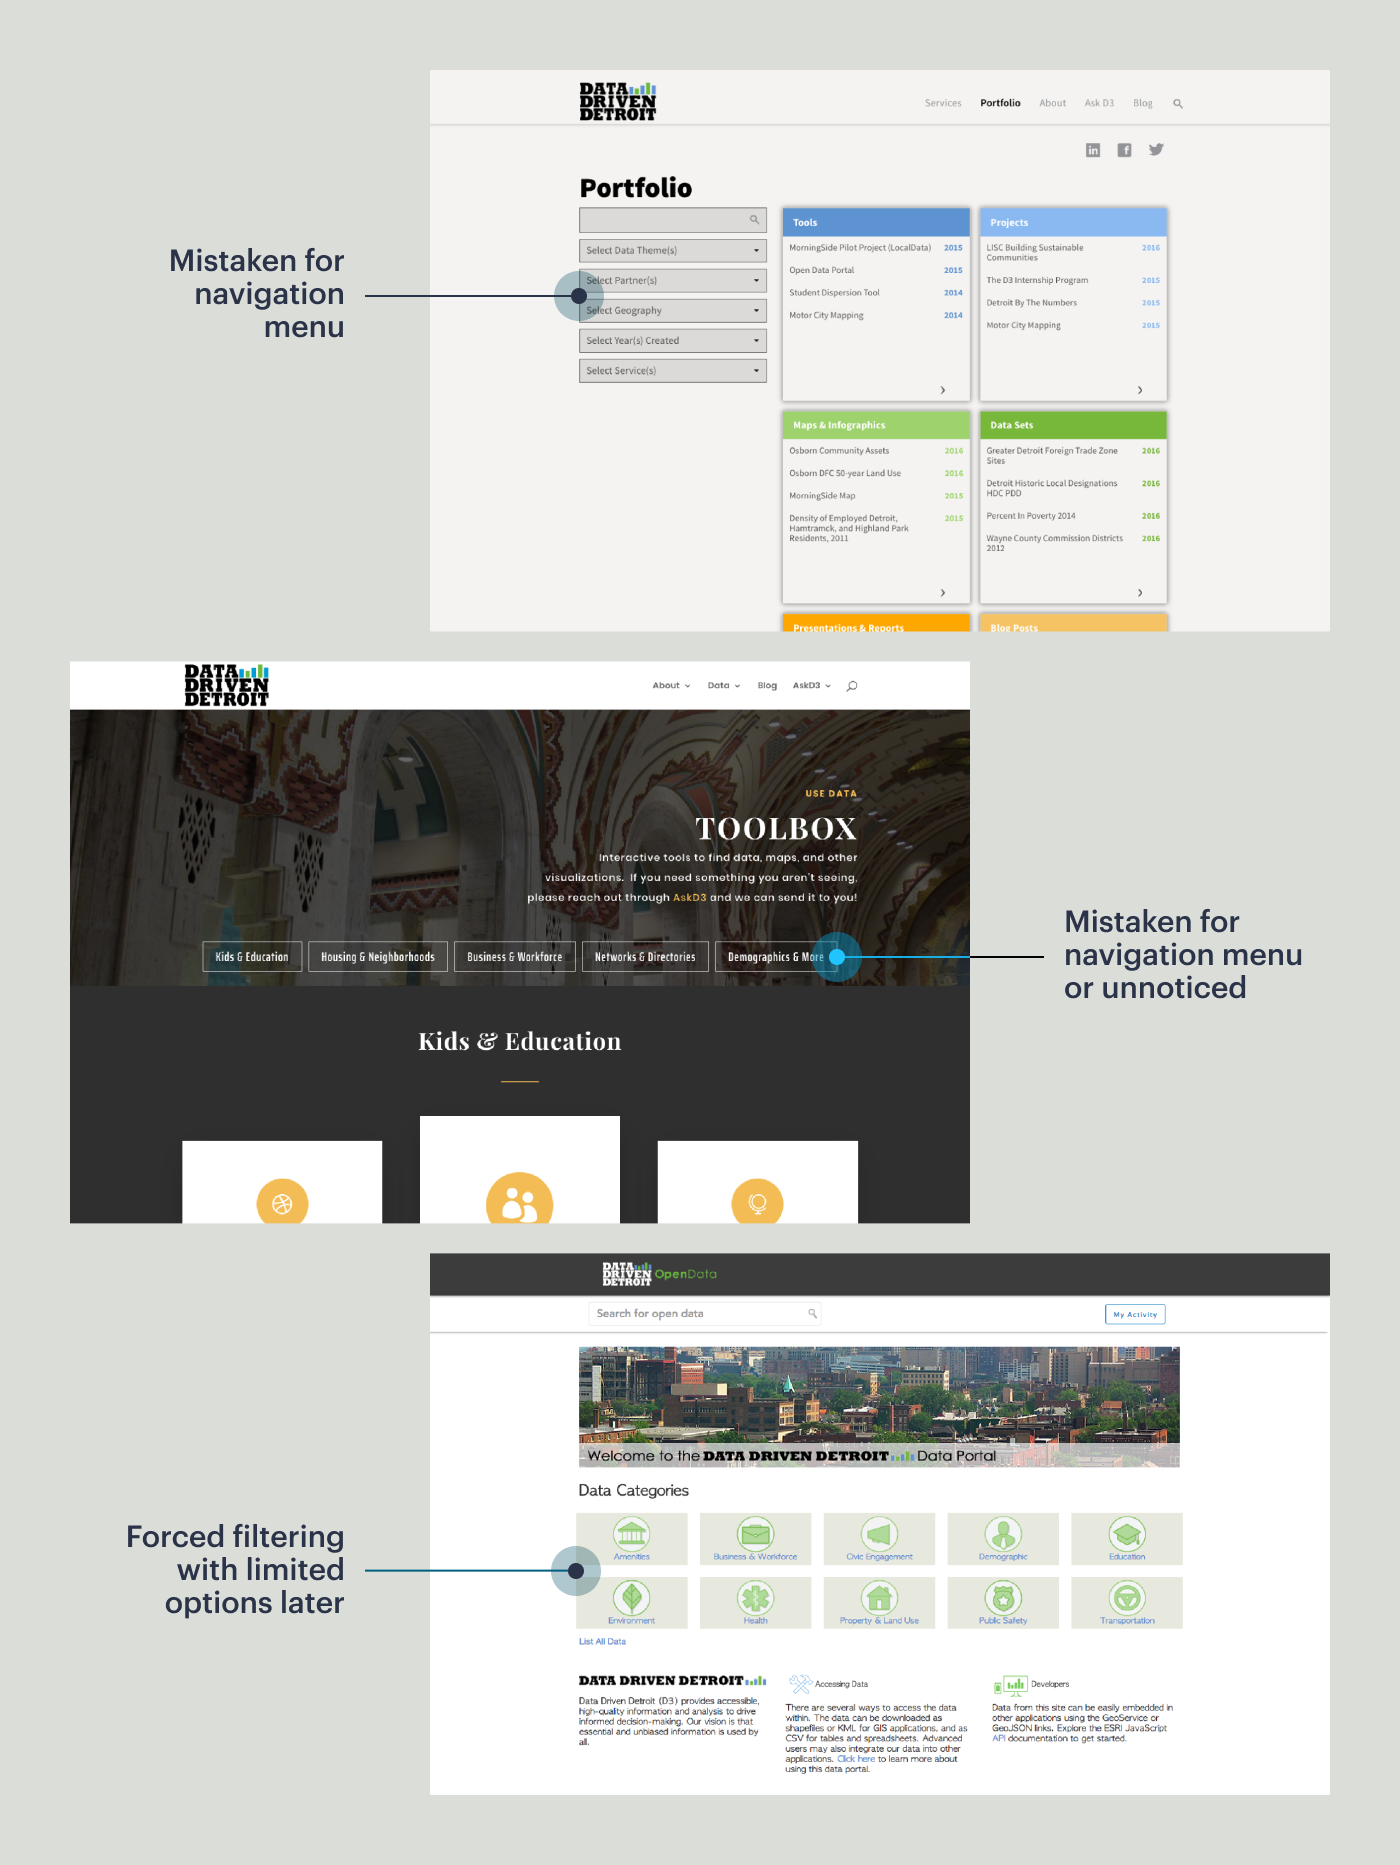 DATA
DRIVEN
DETROIT
Services Portfolio About Ask D3 Blog
Portfolio
Select Data Theme(s)
Select Partner(s)
Select Geography
Select Year(s) Created
Select Service(s)
Tools
MorningSide Pilot Project (LocalData) 2015
Open Data Portal 2015
Student Dispersion Tool 2014
Motor City Mapping 2014
Projects
LISC Building Sustainable 2016
Communities
The D3 Internship Program 2015
Detroit By The Numbers 2015
Motor City Mapping 2015
Mistaken for
navigation
menu
Maps & Infographics
Osborn Community Assets 2016
Osborn DFC 50-year Land Use 2016
MorningSide Map 2015
Density of Employed Detroit, 2015
Hamtramck, and Highland Park
Residents, 2011
Data Sets
Greater Detroit Foreign Trade Zone 2016
Sites
Detroit Historic Local Designations 2016
HDC PDD
Percent In Poverty 2014 2016
Wayne County Commission Districts 2016
2012
Presentations & Reports
Blog Posts
DATA
DRIVEN
DETROIT
About Data Blog AskD3
USE DATA
TOOLBOX
Interactive tools to find data, maps, and other
visualizations. If you need something you aren't seeing,
please reach out through AskD3 and we can send it to you!
Kids & Education Housing & Neighborhoods Business & Workforce Networks & Directories Demographics & More
Mistaken for
navigation menu
or unnoticed
Kids & Education
DATA
DRIVEN
DETROIT
OpenData
Search for open data
My Activity
Welcome to the DATA DRIVEN DETROIT Data Portal
Data Categories
Amenities Business & Workforce Civic Engagement Demographic Education
Environment Health Property & Land Use Public Safety Transportation
List All Data
Forced filtering
with limited
options later
DATA DRIVEN DETROIT
Data Driven Detroit (D3) provides accessible,
high-quality information and analysis to drive
informed decision-making. Our vision is that
essential and unbiased information is used by
all.
Accessing Data
There are several ways to access the data
within. The data can be downloaded as
shapefiles or KML for GIS applications, and as
CSV for tables and spreadsheets. Advanced
users may also integrate our data into other
applications. Click here to learn more about
using this data portal.
Developers
Data from this site can be easily embedded in
other applications using the GeoService or
GeoJSON links. Explore the ESRI JavaScript
API documentation to get started.